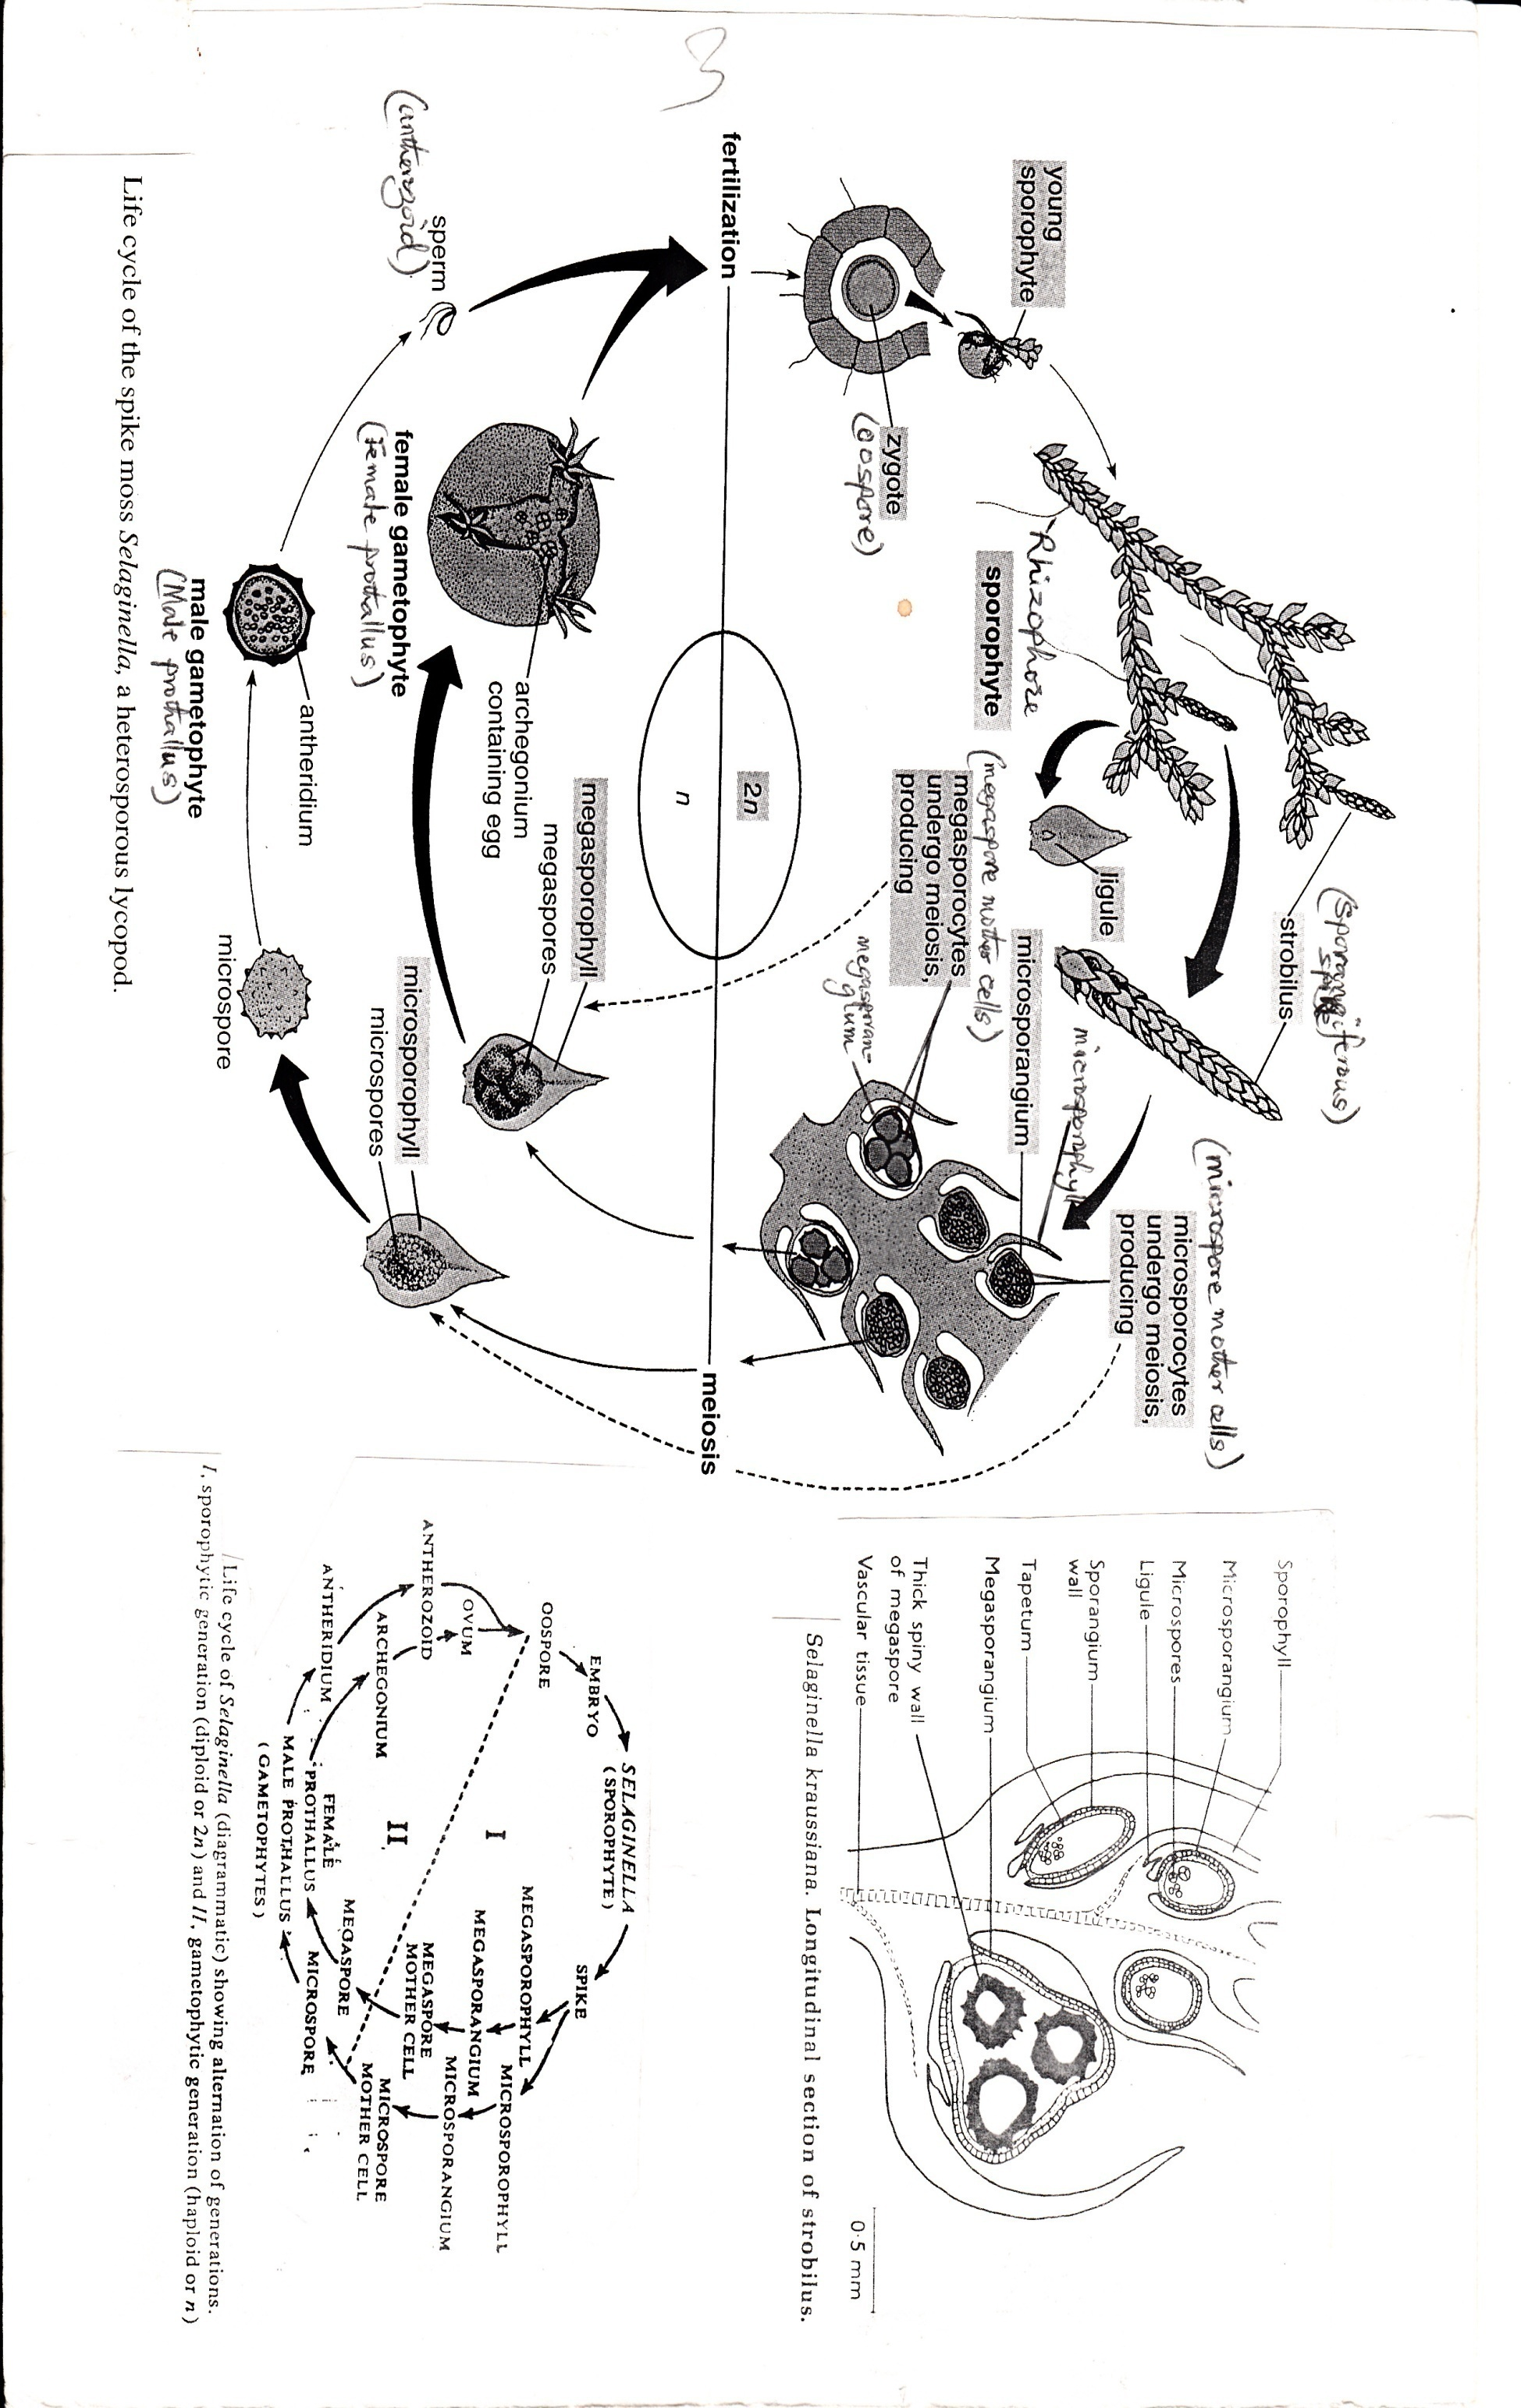 3
young
sporophyte
fertilization
zygote
(oospore)
sperm
(antherozoid)
Rhizophore
sporophyte
(sporangiferous
spike)
strobilus
ligule
(megaspore mother cells)
megasporocytes
undergo meiosis,
producing
microsporangium
microsporophyll
megasporan-
gium
(microspore mother cells)
microsporocytes
undergo meiosis,
producing
2n
n
meiosis
archegonium
containing egg
female gametophyte
(Female prothallus)
megasporophyll
megaspores
microsporophyll
microspores
antheridium
male gametophyte
(Male prothallus)
microspore
Life cycle of the spike moss Selaginella, a heterosporous lycopod.
Sporophyll
Microsporangium
Microspores
Ligule
Sporangium
wall
Tapetum
Megasporangium
Thick spiny wall
of megaspore
Vascular tissue
0·5 mm
Selaginella kraussiana. Longitudinal section of strobilus.
SELAGINELLA
(SPOROPHYTE)
EMBRYO
SPIKE
OOSPORE
MEGASPOROPHYLL
MICROSPOROPHYLL
I
OVUM
MEGASPORANGIUM
MICROSPORANGIUM
ANTHEROZOID
MEGASPORE
MOTHER CELL
II
ARCHEGONIUM
MICROSPORE
MOTHER CELL
ANTHERIDIUM
FEMALE
PROTHALLUS
MEGASPORE
MALE PROTHALLUS
MICROSPORE
(GAMETOPHYTES)
Life cycle of Selaginella (diagrammatic) showing alternation of generations.
I, sporophytic generation (diploid or 2n) and II, gametophytic generation (haploid or n)